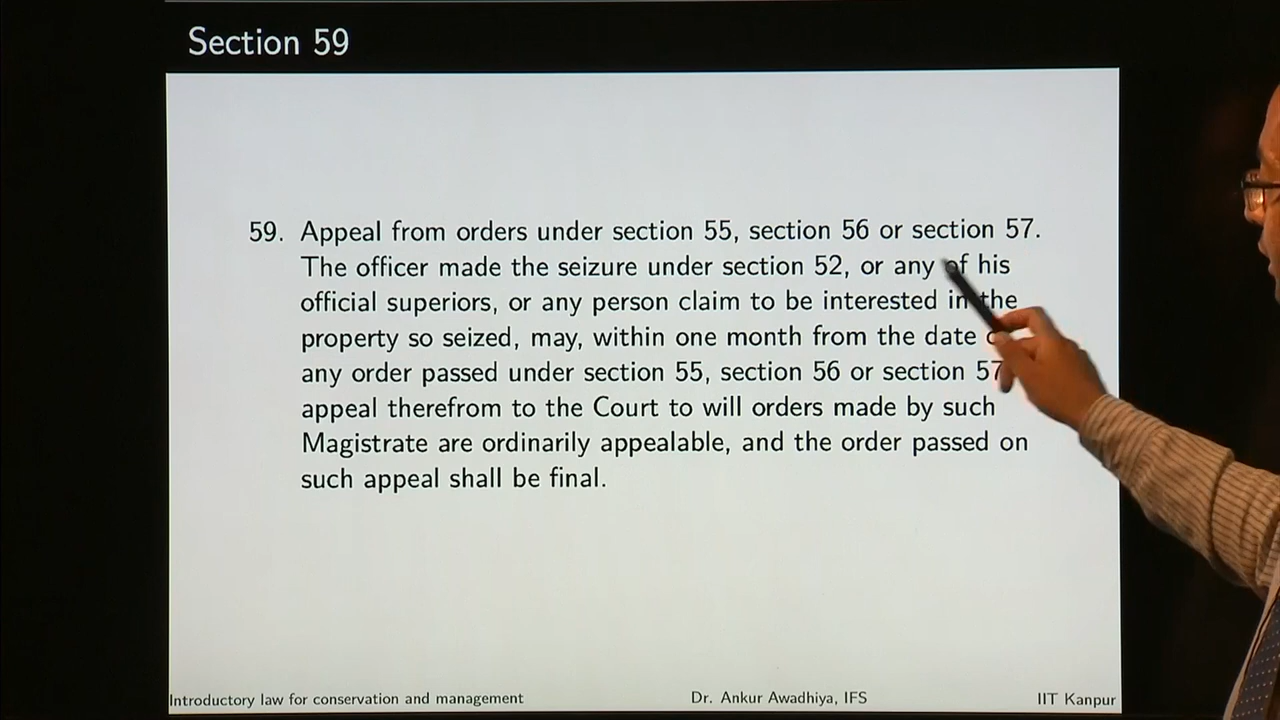 Section 59
59. Appeal from orders under section 55, section 56 or section 57.
The officer made the seizure under section 52, or any of his
official superiors, or any person claim to be interested in the
property so seized, may, within one month from the date
any order passed under section 55, section 56 or section 57
appeal therefrom to the Court to will orders made by such
Magistrate are ordinarily appealable, and the order passed on
such appeal shall be final.
Introductory law for conservation and management Dr. Ankur Awadhiya, IFS IIT Kanpur